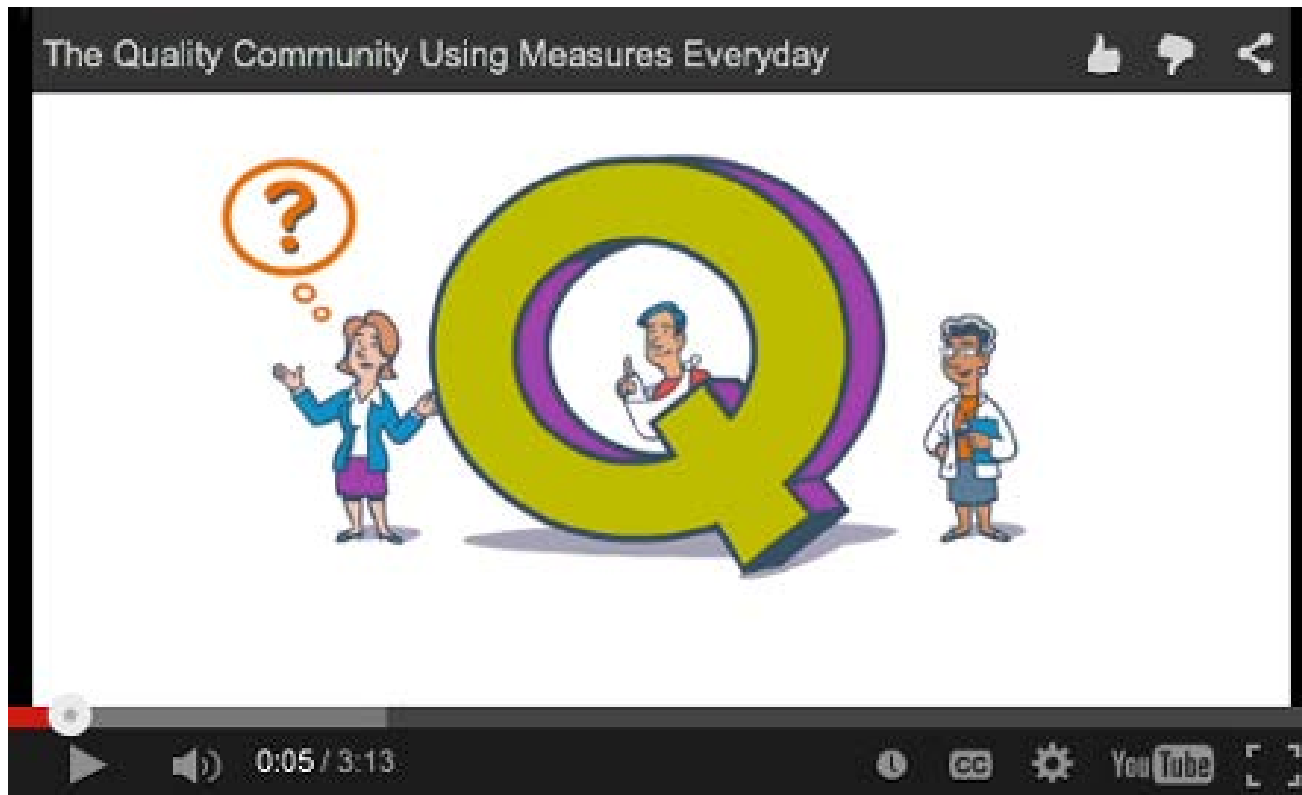 The Quality Community Using Measures Everyday
?
Q
0:05 / 3:13
CC
YouTube